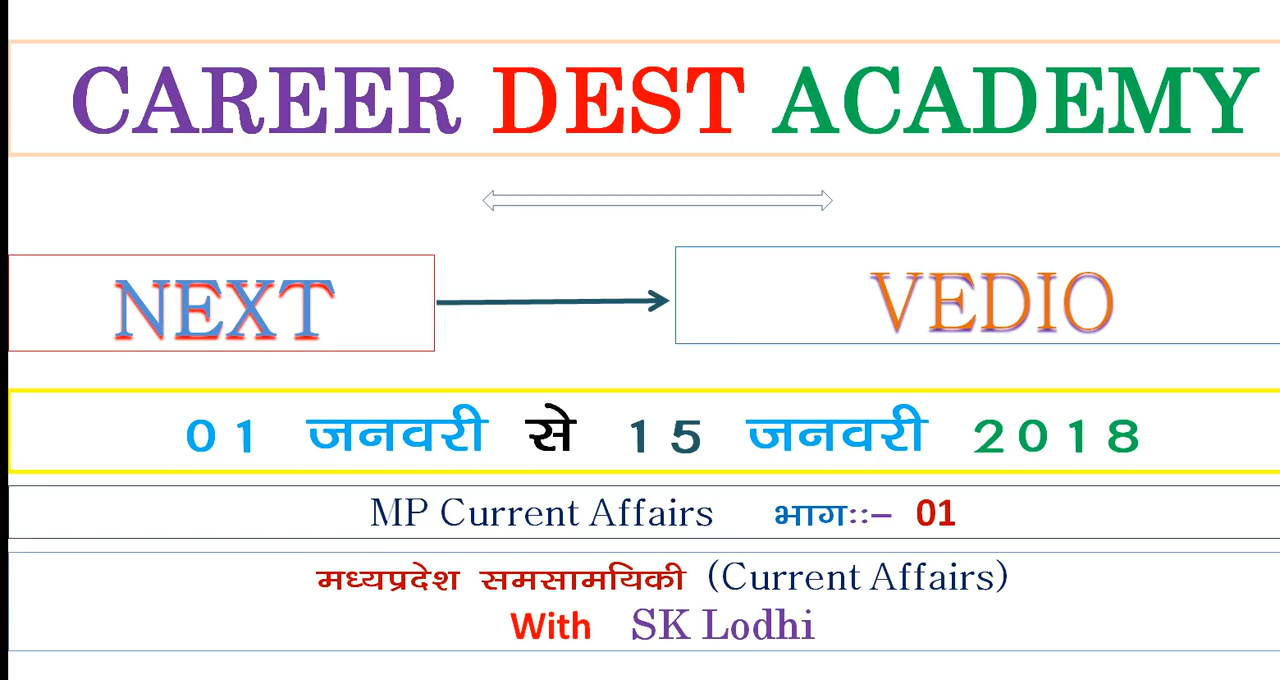 CAREER DEST ACADEMY
NEXT VEDIO
01 जनवरी से 15 जनवरी 2018
MP Current Affairs भाग::– 01
मध्यप्रदेश समसामयिकी (Current Affairs)
With SK Lodhi